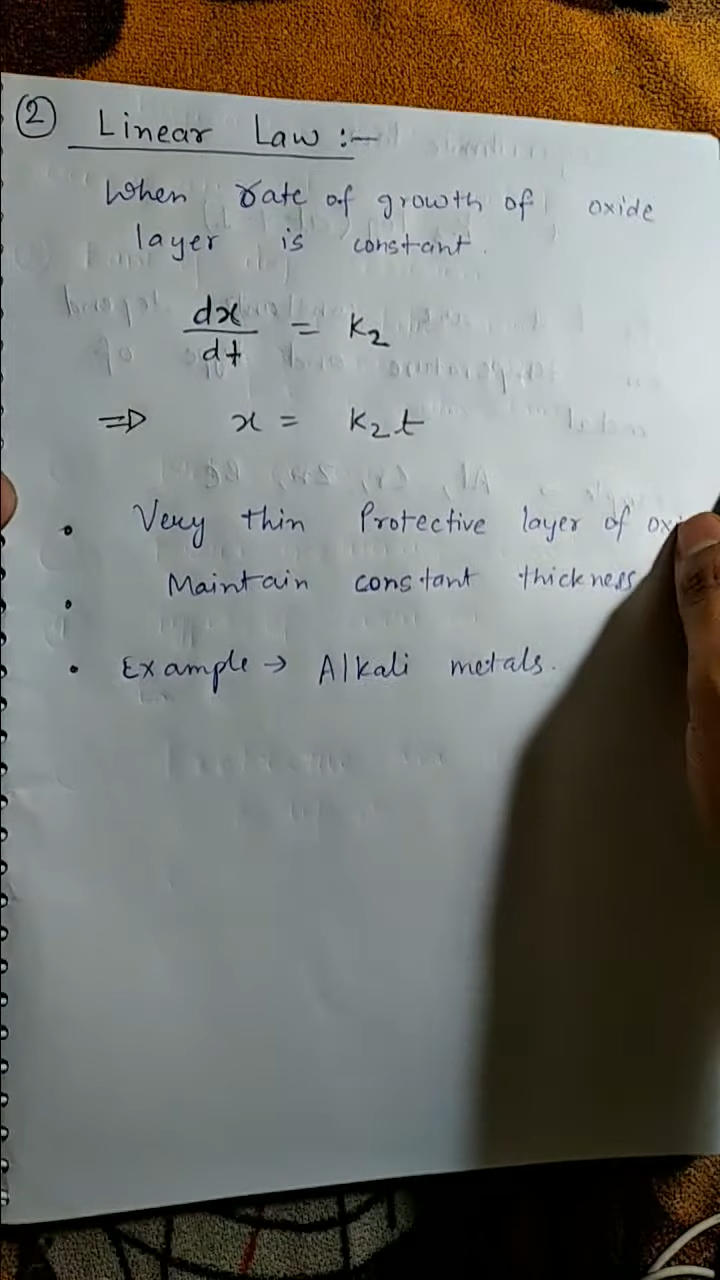 ② Linear Law :-
When rate of growth of oxide
layer is constant.
dx/dt = K₂
⇒ x = K₂t
• Very thin Protective layer of
• Maintain constant thickness
• Example → Alkali metals.